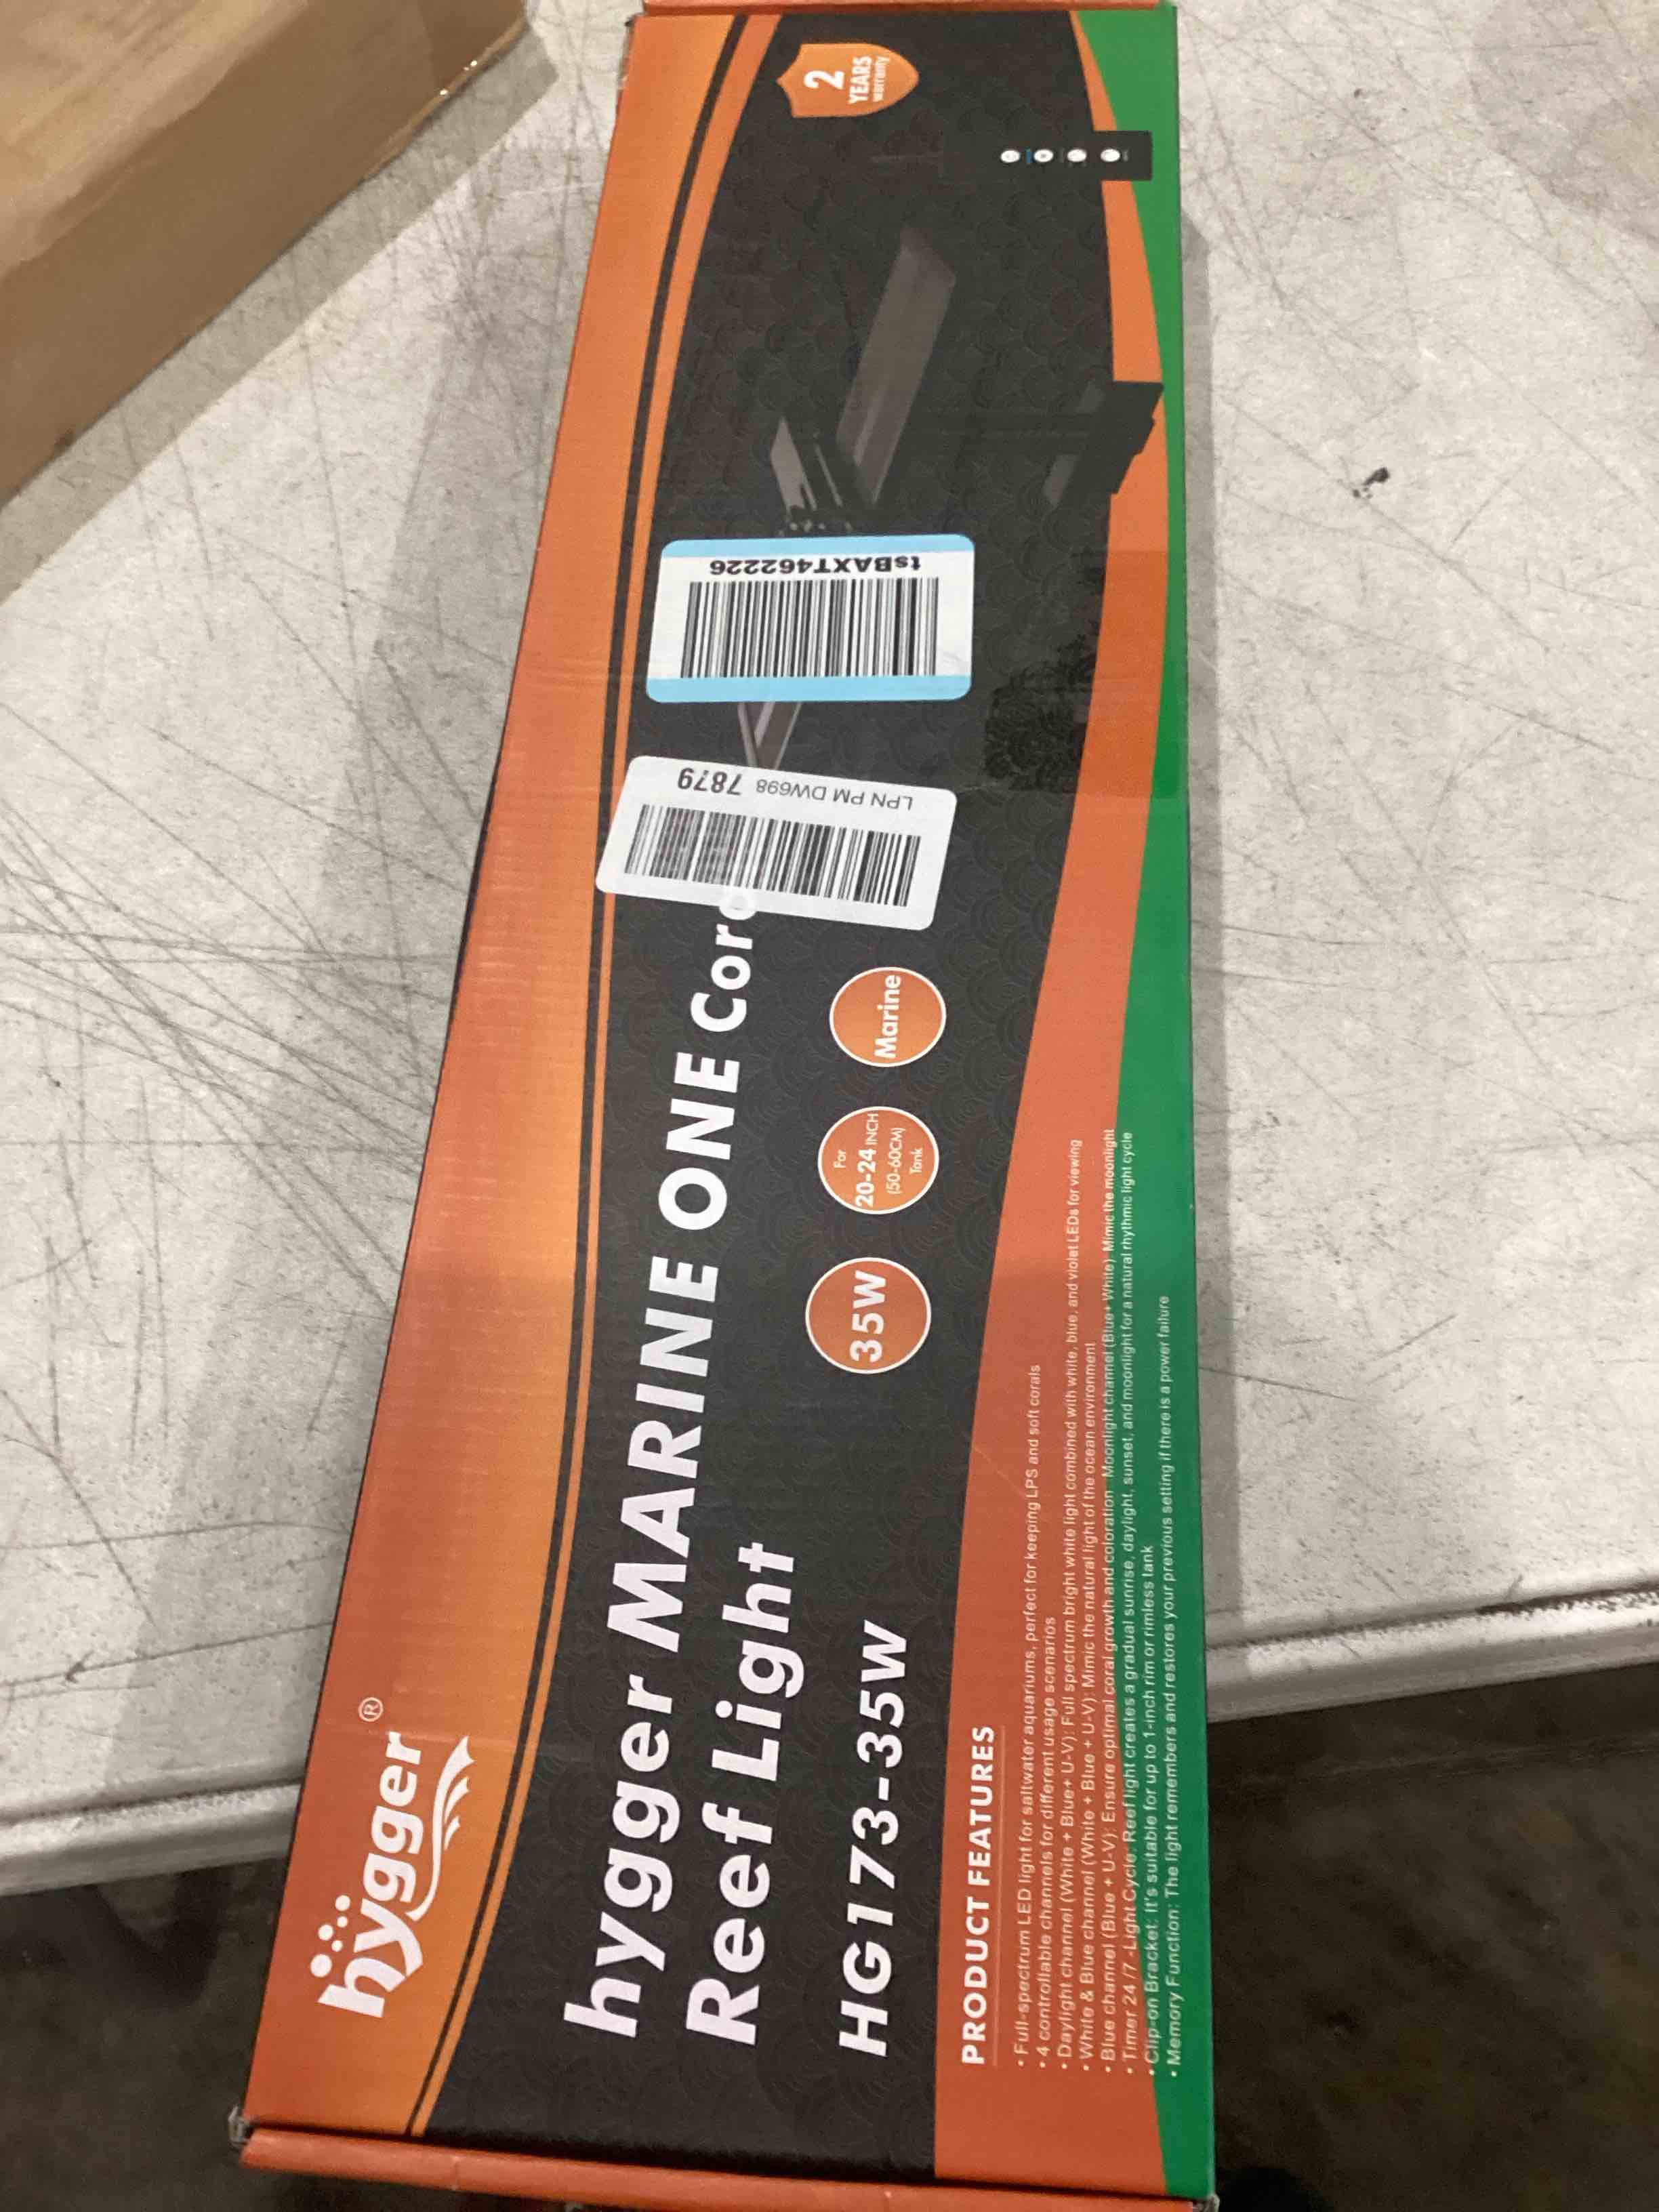 hygger®
2
YEARS
warranty
hygger MARINE ONE Cor
Reef Light
HG173-35W
35W
For
20-24 INCH
(50-60CM)
Tank
Marine
LPN PM DW698 7879
tsBAXT462226
PRODUCT FEATURES
• Full-spectrum LED light for saltwater aquariums, perfect for keeping LPS and soft corals
• 4 controllable channels for different usage scenarios
• Daylight channel (White + Blue+ U-V): Full spectrum bright white light combined with white, blue, and violet LEDs for viewing
• White & Blue channel (White + Blue + U-V): Mimic the natural light of the ocean environment
• Blue channel (Blue + U-V): Ensure optimal coral growth and coloration Moonlight channel (Blue+ White) Mimic the moonlight
• Timer 24/7 - Light Cycle: Reef light creates a gradual sunrise, daylight, sunset, and moonlight for a natural rhythmic light cycle
• Clip-on Bracket: It's suitable for up to 1-inch rim or rimless tank
• Memory Function: The light remembers and restores your previous setting if there is a power failure